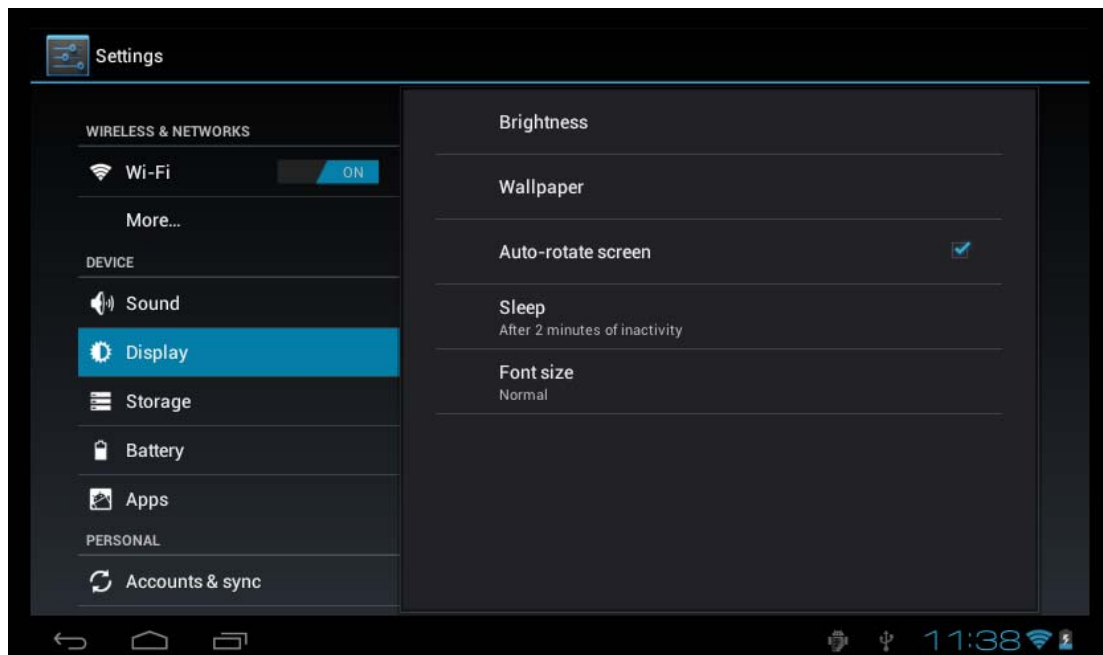 Settings
WIRELESS & NETWORKS
Wi-Fi ON
More...
DEVICE
Sound
Display
Storage
Battery
Apps
PERSONAL
Accounts & sync
Brightness
Wallpaper
Auto-rotate screen
Sleep
After 2 minutes of inactivity
Font size
Normal
11:38